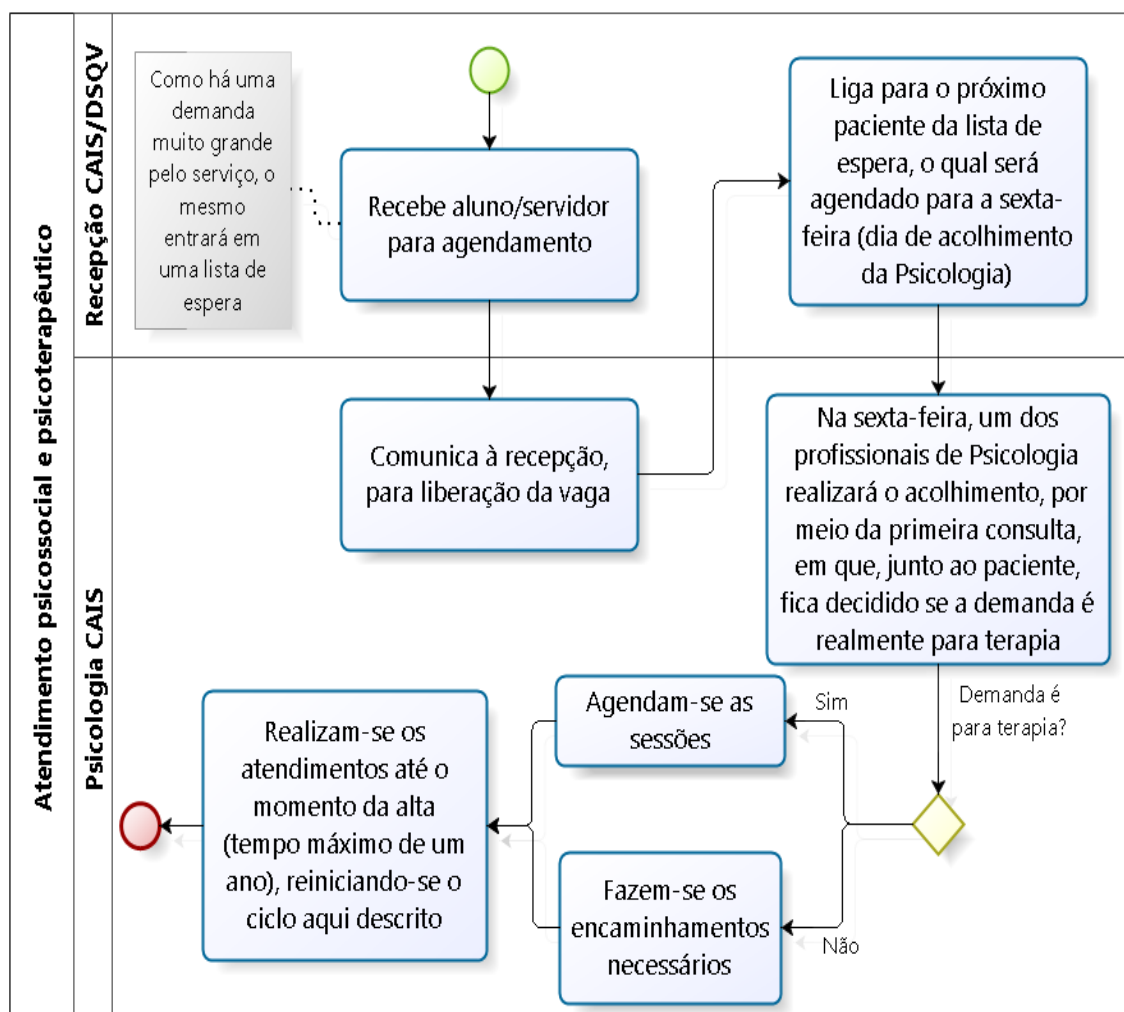 Atendimento psicossocial e psicoterapêutico
Recepção CAIS/DSQV
Como há uma
demanda
muito grande
pelo serviço, o
mesmo
entrará em
uma lista de
espera
Recebe aluno/servidor
para agendamento
Liga para o próximo
paciente da lista de
espera, o qual será
agendado para a sexta-
feira (dia de acolhimento
da Psicologia)
Psicologia CAIS
Comunica à recepção,
para liberação da vaga
Na sexta-feira, um dos
profissionais de Psicologia
realizará o acolhimento, por
meio da primeira consulta,
em que, junto ao paciente,
fica decidido se a demanda é
realmente para terapia
Demanda é
para terapia?
Sim
Agendam-se as
sessões
Não
Fazem-se os
encaminhamentos
necessários
Realizam-se os
atendimentos até o
momento da alta
(tempo máximo de um
ano), reiniciando-se o
ciclo aqui descrito